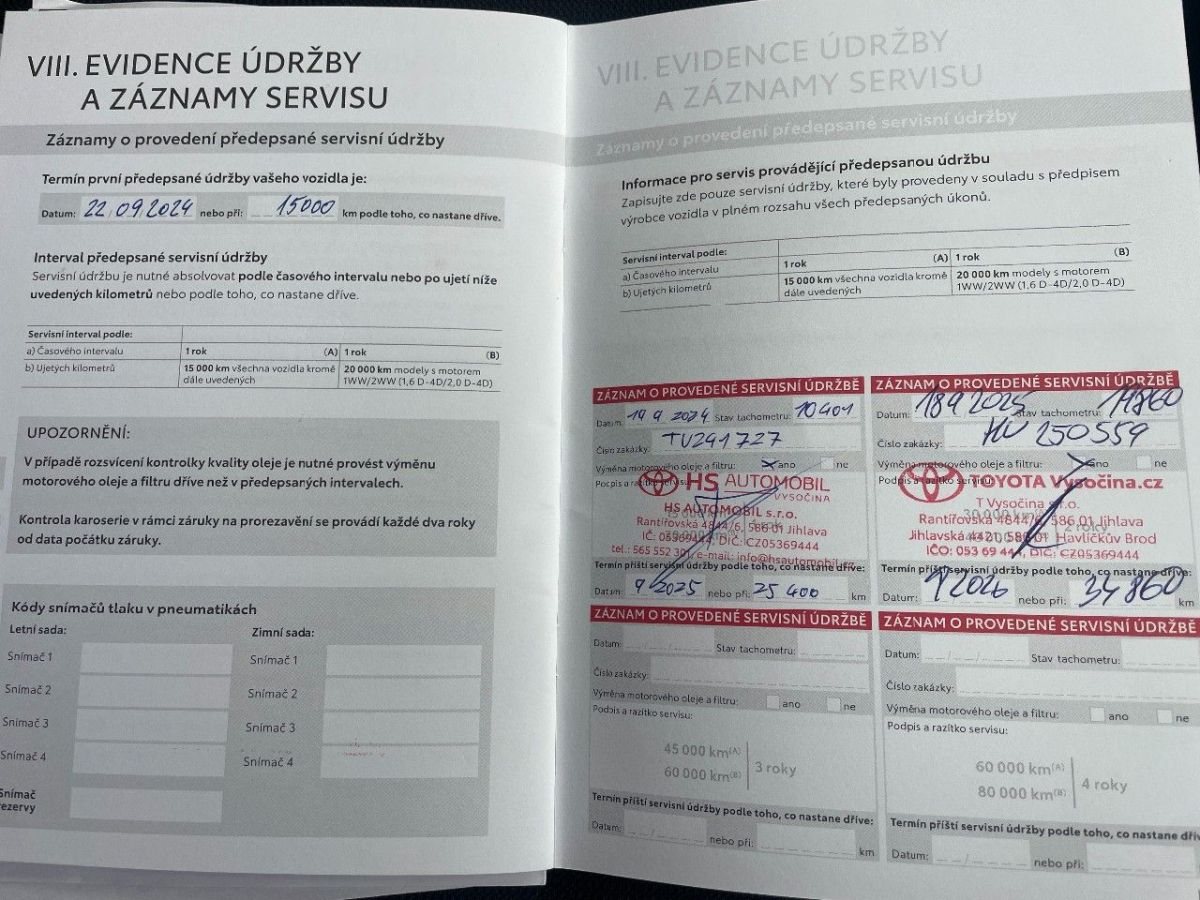 VIII. EVIDENCE ÚDRŽBY
A ZÁZNAMY SERVISU
Záznamy o provedení předepsané servisní údržby
Termín první předepsané údržby vašeho vozidla je:
Datum: 22/09/2024 nebo při: 15000 km podle toho, co nastane dříve.
Interval předepsané servisní údržby
Servisní údržbu je nutné absolvovat podle časového intervalu nebo po ujetí níže
uvedených kilometrů nebo podle toho, co nastane dříve.
Servisní interval podle:
a) Časového intervalu 1 rok (A) 1 rok (B)
b) Ujetých kilometrů 15 000 km všechna vozidla kromě 20 000 km modely s motorem
dále uvedených 1WW/2WW (1,6 D-4D/2,0 D-4D)
UPOZORNĚNÍ:
V případě rozsvícení kontrolky kvality oleje je nutné provést výměnu
motorového oleje a filtru dříve než v předepsaných intervalech.
Kontrola karoserie v rámci záruky na prorezavění se provádí každé dva roky
od data počátku záruky.
Kódy snímačů tlaku v pneumatikách
Letní sada: Zimní sada:
Snímač 1 Snímač 1
Snímač 2 Snímač 2
Snímač 3 Snímač 3
Snímač 4 Snímač 4
Snímač
rezervy
VIII. EVIDENCE ÚDRŽBY
A ZÁZNAMY SERVISU
Záznamy o provedení předepsané servisní údržby
Informace pro servis provádějící předepsanou údržbu
Zapisujte zde pouze servisní údržby, které byly provedeny v souladu s předpisem
výrobce vozidla v plném rozsahu všech předepsaných úkonů.
Servisní interval podle:
a) Časového intervalu 1 rok (A) 1 rok (B)
b) Ujetých kilometrů 15 000 km všechna vozidla kromě 20 000 km modely s motorem
dále uvedených 1WW/2WW (1,6 D-4D/2,0 D-4D)
ZÁZNAM O PROVEDENÉ SERVISNÍ ÚDRŽBĚ
Datum: 19 9 2024 Stav tachometru: 10401
Číslo zakázky: TU241727
Výměna motorového oleje a filtru: ano ne
Podpis a razítko servisu:
HS AUTOMOBIL
VYSOČINA
HS AUTOMOBIL s.r.o.
Rantířovská 4844/6, 586 01 Jihlava
IČ: 05369444, DIČ: CZ05369444
tel.: 565 552 301, e-mail: info@hsautomobil.cz
Termín příští servisní údržby podle toho, co nastane dříve:
Datum: 9/2025 nebo při: 25 400 km
ZÁZNAM O PROVEDENÉ SERVISNÍ ÚDRŽBĚ
Datum: 18 9 2025 Stav tachometru: 19860
Číslo zakázky: HU 250559
Výměna motorového oleje a filtru: ano ne
Podpis a razítko servisu:
TOYOTA Vysočina.cz
T Vysočina s.r.o.
Rantířovská 4844/6, 586 01 Jihlava
Jihlavská 4421, 580 01 Havlíčkův Brod
IČO: 053 69 444, DIČ: CZ05369444
2 roky
Termín příští servisní údržby podle toho, co nastane dříve:
Datum: 9/2026 nebo při: 34 860 km
ZÁZNAM O PROVEDENÉ SERVISNÍ ÚDRŽBĚ
Datum: Stav tachometru:
Číslo zakázky:
Výměna motorového oleje a filtru: ano ne
Podpis a razítko servisu:
45 000 km(A)
60 000 km(B) 3 roky
Termín příští servisní údržby podle toho, co nastane dříve:
Datum: nebo při: km
ZÁZNAM O PROVEDENÉ SERVISNÍ ÚDRŽBĚ
Datum: Stav tachometru:
Číslo zakázky:
Výměna motorového oleje a filtru: ano ne
Podpis a razítko servisu:
60 000 km(A)
80 000 km(B) 4 roky
Termín příští servisní údržby podle toho, co nastane dříve:
Datum: nebo při: